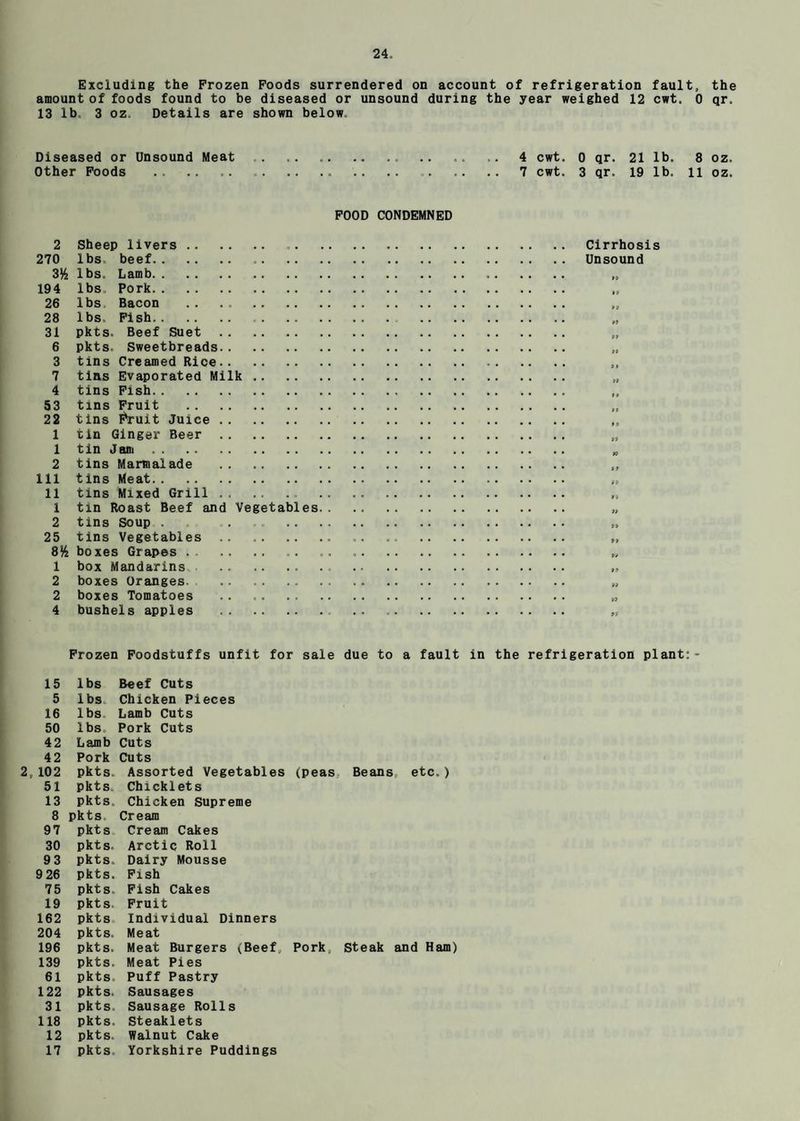 24.
Excluding the Frozen Foods surrendered on account of refrigeration fault, the
amount of foods found to be diseased or unsound during the year weighed 12 cwt. 0 qr.
13 lb. 3 oz. Details are shown below.
Diseased or Unsound Meat .. .. .. .. .. .. .. .. 4 cwt. 0 qr. 21 lb. 8 oz.
Other Foods .. .. .. .. .. .. .. .. .. .. .. 7 cwt. 3 qr. 19 lb. 11 oz.
FOOD CONDEMNED
2 Sheep livers .. .. .. .. .. .. .. .. .. .. .. .. .. .. Cirrhosis
270 lbs. beef.. .. .. .. .. .. .. .. .. .. .. .. .. .. .. Unsound
3½ lbs. Lamb.. .. .. .. .. .. .. .. .. .. .. .. .. .. .. ,,
194 lbs. Pork.. .. .. .. .. .. .. .. .. .. .. .. .. .. .. ,,
26 lbs. Bacon .. .. .. .. .. .. .. .. .. .. .. .. .. .. ,,
28 lbs. Fish.. .. .. .. .. .. .. .. .. .. .. .. .. .. .. ,,
31 pkts. Beef Suet .. .. .. .. .. .. .. .. .. .. .. .. .. ,,
6 pkts. Sweetbreads.. .. .. .. .. .. .. .. .. .. .. .. .. ,,
3 tins Creamed Rice.. .. .. .. .. .. .. .. .. .. .. .. .. ,,
7 tins Evaporated Milk .. .. .. .. .. .. .. .. .. .. .. .. ,,
4 tins Fish.. .. .. .. .. .. .. .. .. .. .. .. .. .. .. ,,
53 tins Fruit .. .. .. .. .. .. .. .. .. .. .. .. .. .. ,,
22 tins Fruit Juice .. .. .. .. .. .. .. .. .. .. .. .. .. ,,
1 tin Ginger Beer .. .. .. .. .. .. .. .. .. .. .. .. .. ,,
1 tin Jam .. .. .. .. .. .. .. .. .. .. .. .. .. .. .. ,,
2 tins Marmalade .. .. .. .. .. .. .. .. .. .. .. .. .. ,,
111 tins Meat.. .. .. .. .. .. .. .. .. .. .. .. .. .. .. ,,
11 tins Mixed Grill .. .. .. .. .. .. .. .. .. .. .. .. .. ,,
1 tin Roast Beef and Vegetables.. .. .. .. .. .. .. .. .. .. ,,
2 tins Soup .. .. .. .. .. .. .. .. .. .. .. .. .. .. ,,
25 tins Vegetables .. .. .. .. .. .. .. .. .. .. .. .. .. ,,
8½ boxes Grapes .. .. .. .. .. .. .. .. .. .. .. .. .. .. ,,
1 box Mandarins.. .. .. .. .. .. .. .. .. .. .. .. .. .. ,,
2 boxes Oranges.. .. .. .. .. .. .. .. .. .. .. .. .. .. ,,
2 boxes Tomatoes .. .. .. .. .. .. .. .. .. .. .. .. .. ,,
4 bushels apples .. .. .. .. .. .. .. .. .. .. .. .. .. ,,
Frozen Foodstuffs unfit for sale due to a fault in the refrigeration plant:-
15 lbs Beef Cuts
5 lbs. Chicken Pieces
16 lbs. Lamb Cuts
50 lbs. Pork Cuts
42 Lamb Cuts
42 Pork Cuts
2,102 pkts. Assorted Vegetables (peas, Beans, etc.)
51 pkts. Chicklets
13 pkts. Chicken Supreme
8 pkts. Cream
97 pkts Cream Cakes
30 pkts. Arctic Roll
93 pkts. Dairy Mousse
926 pkts. Fish
75 pkts. Fish Cakes
19 pkts. Fruit
162 pkts Individual Dinners
204 pkts. Meat
196 pkts. Meat Burgers (Beef, Pork, Steak and Ham)
139 pkts. Meat Pies
61 pkts. Puff Pastry
122 pkts. Sausages
31 pkts. Sausage Rolls
118 pkts. Steaklets
12 pkts. Walnut Cake
17 pkts. Yorkshire Puddings